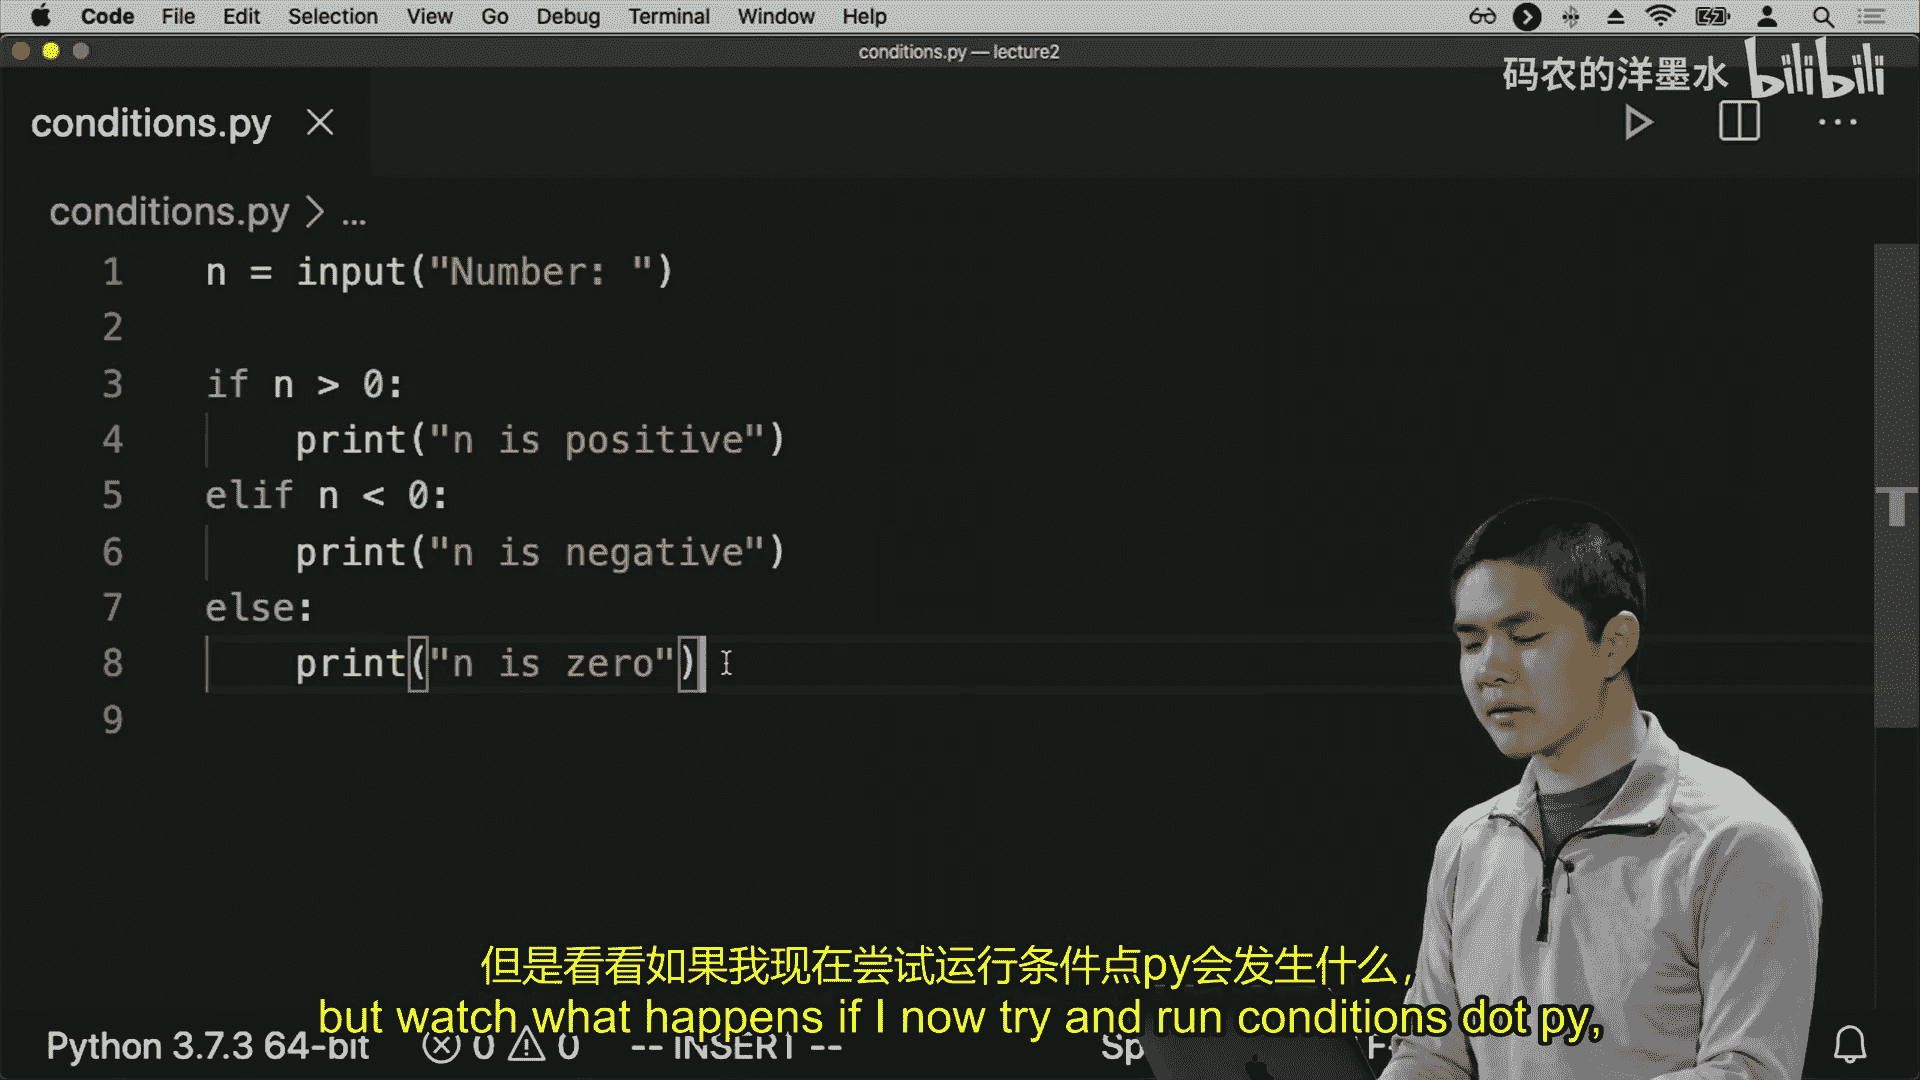 Code File Edit Selection View Go Debug Terminal Window Help
conditions.py — lecture2
码农的洋墨水 bilibili
conditions.py
conditions.py > ...
1 n = input("Number: ")
2
3 if n > 0:
4 print("n is positive")
5 elif n < 0:
6 print("n is negative")
7 else:
8 print("n is zero")
9
但是看看如果我现在尝试运行条件点py会发生什么，
but watch what happens if I now try and run conditions dot py,
Python 3.7.3 64-bit 0 0 -- INSERT --